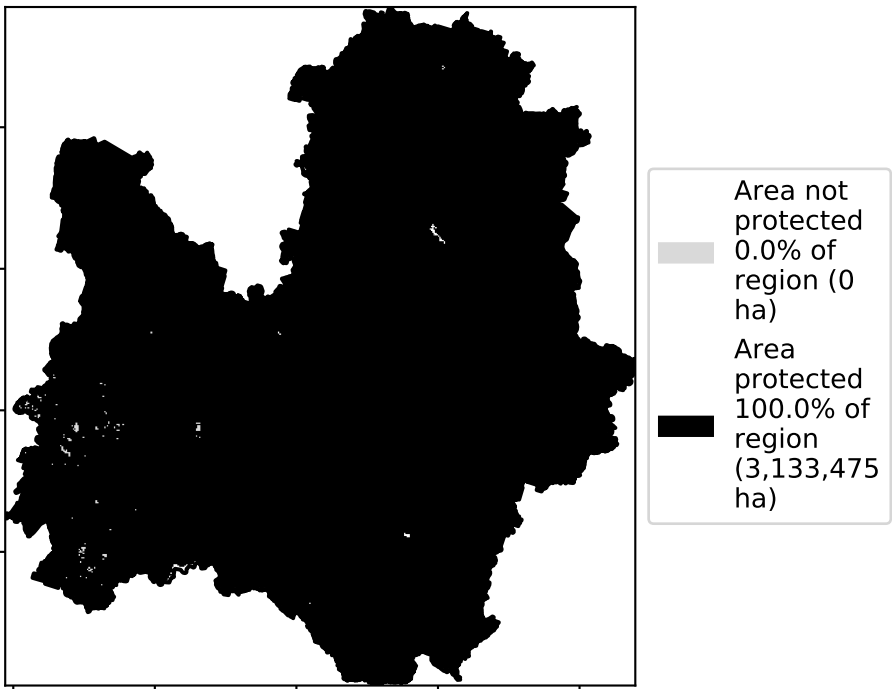 Area not
protected
0.0% of
region (0
ha)
Area
protected
100.0% of
region
(3,133,475
ha)